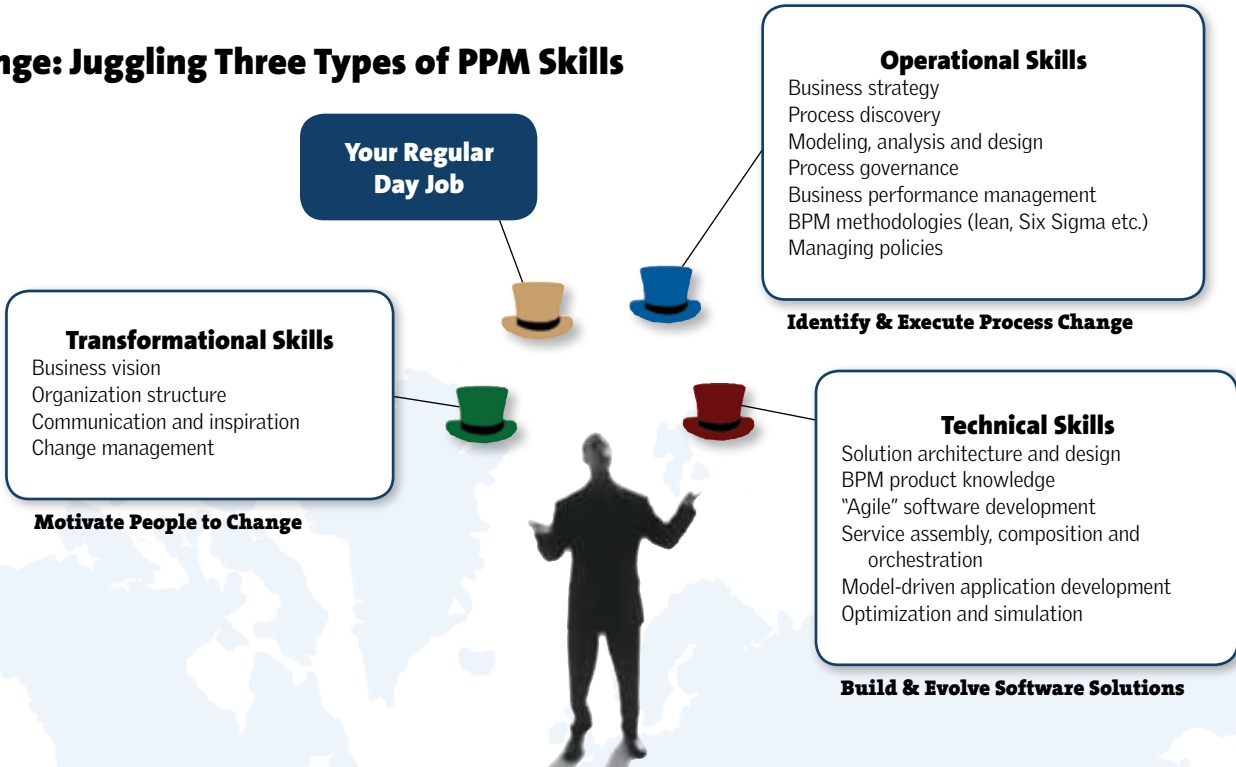 nge: Juggling Three Types of PPM Skills
Your Regular
Day Job
Operational Skills
Business strategy
Process discovery
Modeling, analysis and design
Process governance
Business performance management
BPM methodologies (lean, Six Sigma etc.)
Managing policies
Identify & Execute Process Change
Transformational Skills
Business vision
Organization structure
Communication and inspiration
Change management
Motivate People to Change
Technical Skills
Solution architecture and design
BPM product knowledge
“Agile” software development
Service assembly, composition and
orchestration
Model-driven application development
Optimization and simulation
Build & Evolve Software Solutions